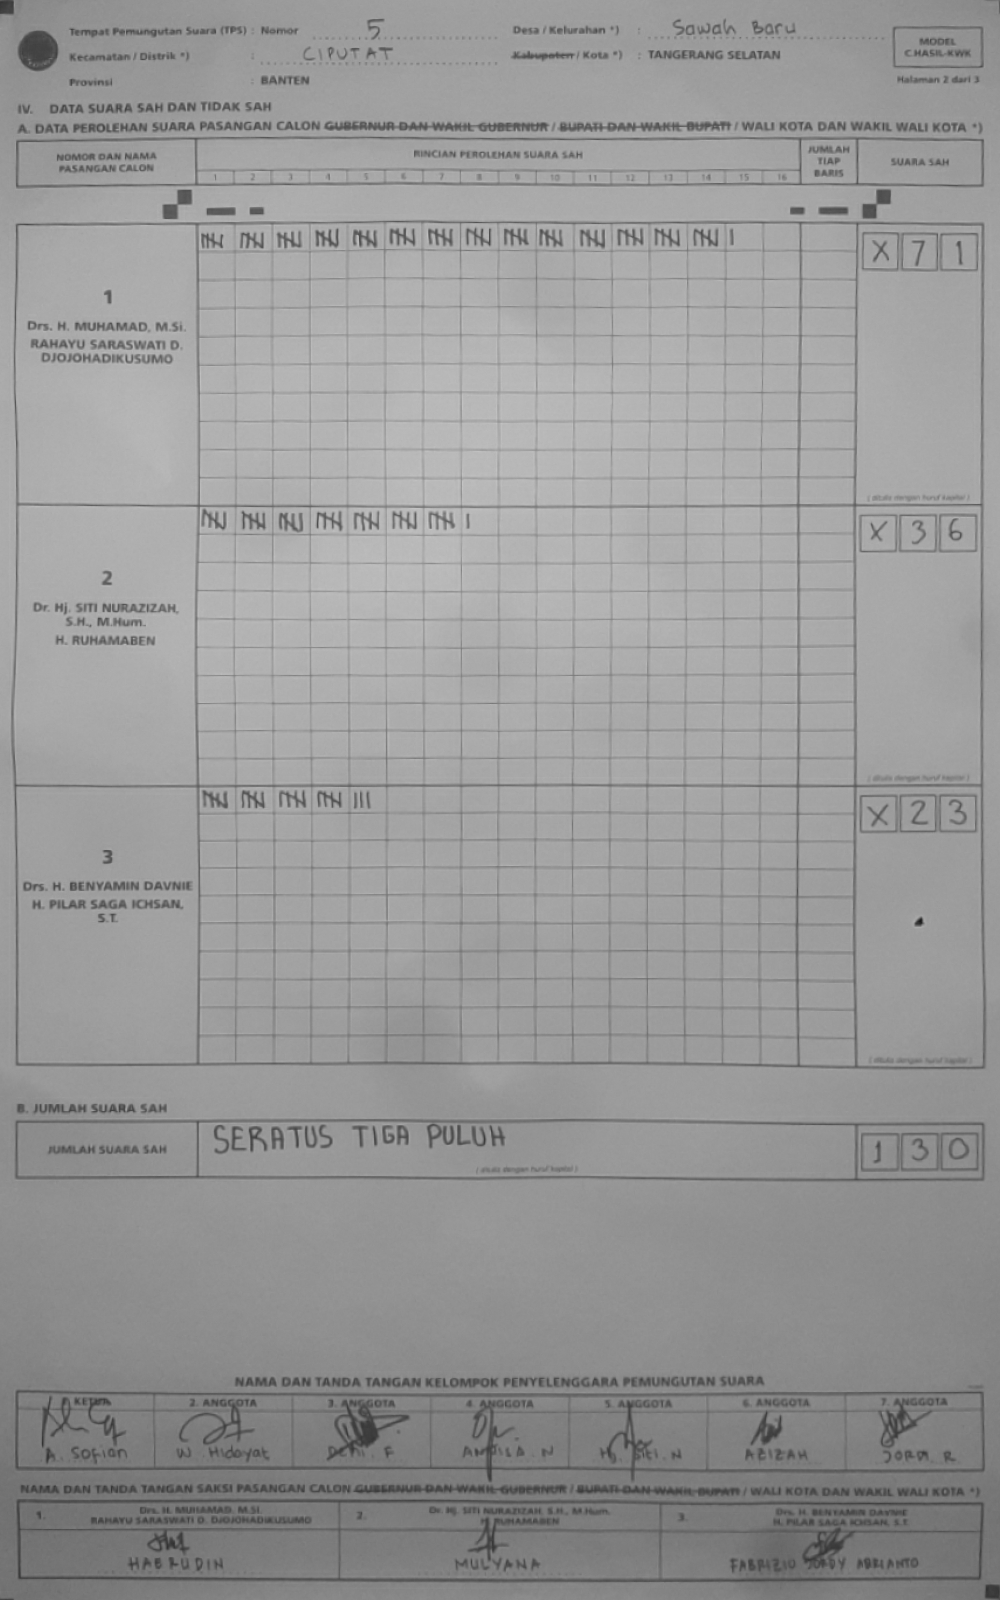 Tempat Pemungutan Suara (TPS) : Nomor 5 Desa / Kelurahan *) : Sawah Baru
Kecamatan / Distrik *) : CIPUTAT Kabupaten / Kota *) : TANGERANG SELATAN
Provinsi : BANTEN
MODEL
C.HASIL-KWK
Halaman 2 dari 3
IV. DATA SUARA SAH DAN TIDAK SAH
A. DATA PEROLEHAN SUARA PASANGAN CALON GUBERNUR DAN WAKIL GUBERNUR / BUPATI DAN WAKIL BUPATI / WALI KOTA DAN WAKIL WALI KOTA *)
NOMOR DAN NAMA
PASANGAN CALON
RINCIAN PEROLEHAN SUARA SAH
1 2 3 4 5 6 7 8 9 10 11 12 13 14 15 16
JUMLAH
TIAP
BARIS
SUARA SAH
1
Drs. H. MUHAMAD, M.Si.
RAHAYU SARASWATI D.
DJOJOHADIKUSUMO
X 7 1
( ditulis dengan huruf kapital )
2
Dr. Hj. SITI NURAZIZAH,
S.H., M.Hum.
H. RUHAMABEN
X 3 6
( ditulis dengan huruf kapital )
3
Drs. H. BENYAMIN DAVNIE
H. PILAR SAGA ICHSAN,
S.T.
X 2 3
( ditulis dengan huruf kapital )
B. JUMLAH SUARA SAH
JUMLAH SUARA SAH SERATUS TIGA PULUH 1 3 0
( ditulis dengan huruf kapital )
NAMA DAN TANDA TANGAN KELOMPOK PENYELENGGARA PEMUNGUTAN SUARA
KETUA 2. ANGGOTA 3. ANGGOTA 4. ANGGOTA 5. ANGGOTA 6. ANGGOTA 7. ANGGOTA
A. Sofian W. Hidayat F ANNISA. N SITI. N AZIZAH R
NAMA DAN TANDA TANGAN SAKSI PASANGAN CALON GUBERNUR DAN WAKIL GUBERNUR / BUPATI DAN WAKIL BUPATI / WALI KOTA DAN WAKIL WALI KOTA *)
1. Drs. H. MUHAMAD, M.Si.
RAHAYU SARASWATI D. DJOJOHADIKUSUMO
HAERUDIN
2. Dr. Hj. SITI NURAZIZAH, S.H., M.Hum.
H. RUHAMABEN
MULYANA
3. Drs. H. BENYAMIN DAVNIE
H. PILAR SAGA ICHSAN, S.T.
FABRIZIO JORDY ABRIANTO